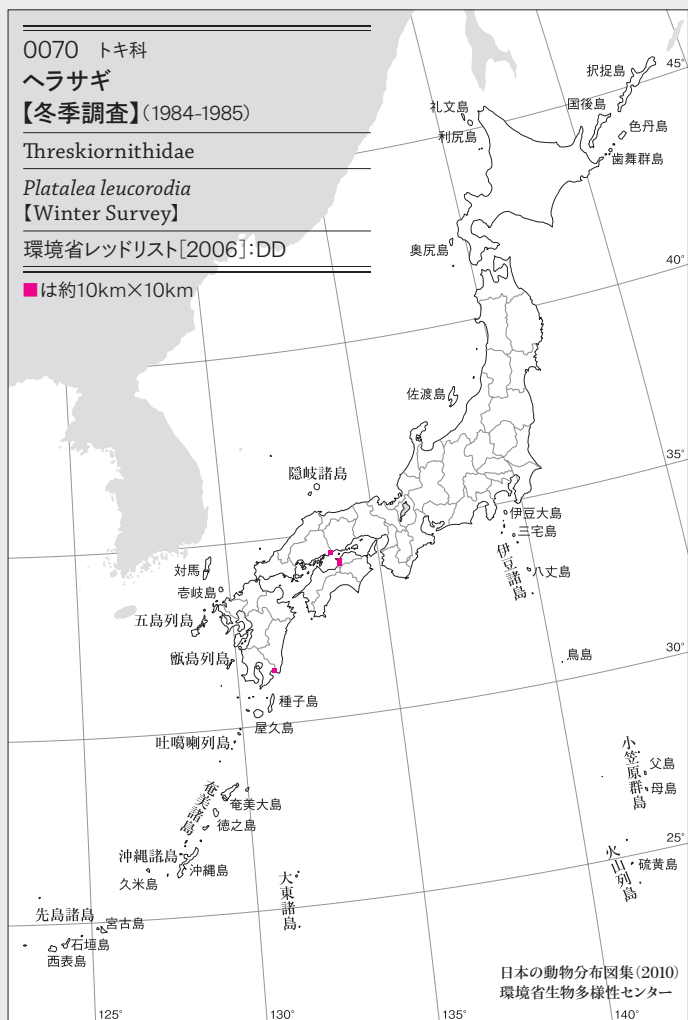 0070 トキ科
ヘラサギ
【冬季調査】(1984-1985)
Threskiornithidae
Platalea leucorodia
【Winter Survey】
環境省レッドリスト[2006]:DD
■は約10km×10km
択捉島
45°
礼文島
国後島
色丹島
利尻島
歯舞群島
奥尻島
40°
佐渡島
35°
隠岐諸島
伊豆大島
三宅島
伊豆諸島
八丈島
対馬
壱岐島
五島列島
甑島列島
鳥島
30°
種子島
屋久島
吐噶喇列島
小笠原群島
父島
母島
奄美諸島
奄美大島
徳之島
25°
沖縄諸島
沖縄島
久米島
火山列島
硫黄島
大東諸島
先島諸島
宮古島
石垣島
西表島
日本の動物分布図集(2010)
環境省生物多様性センター
125°
130°
135°
140°